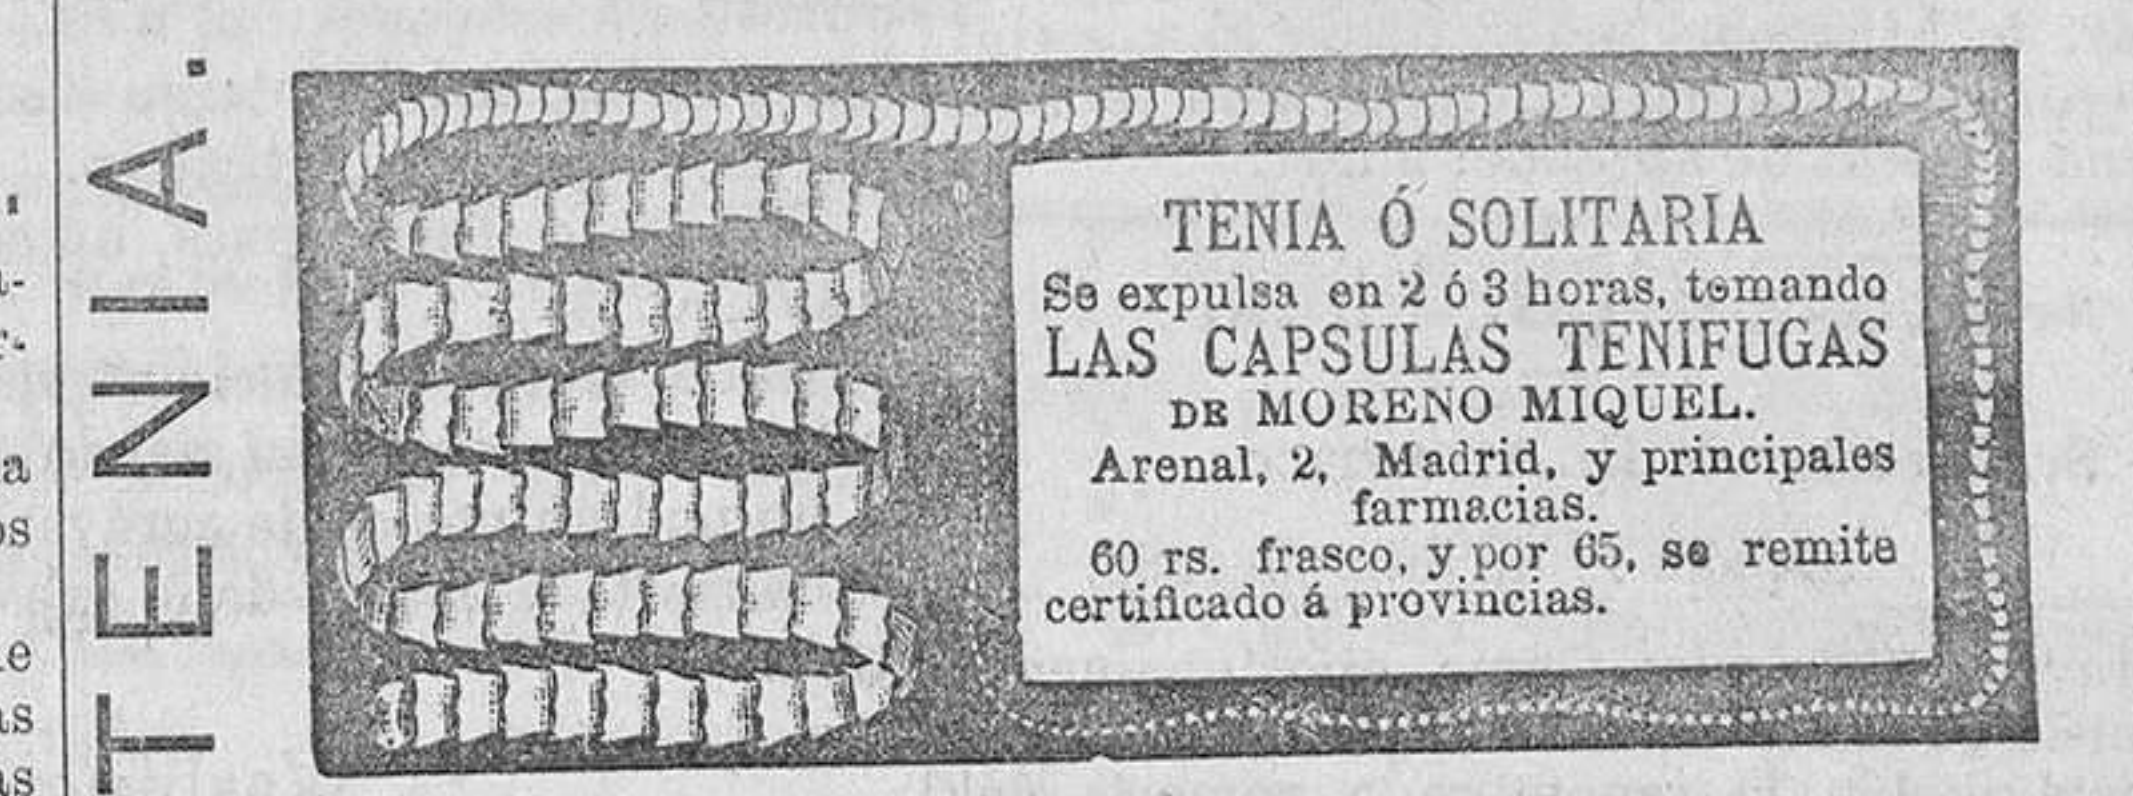 TENIA.
TENIA Ó SOLITARIA
Se expulsa en 2 ó 3 horas, tomando
LAS CAPSULAS TENIFUGAS
DE MORENO MIQUEL.
Arenal, 2, Madrid, y principales
farmacias.
60 rs. frasco, y por 65, se remite
certificado á provincias.